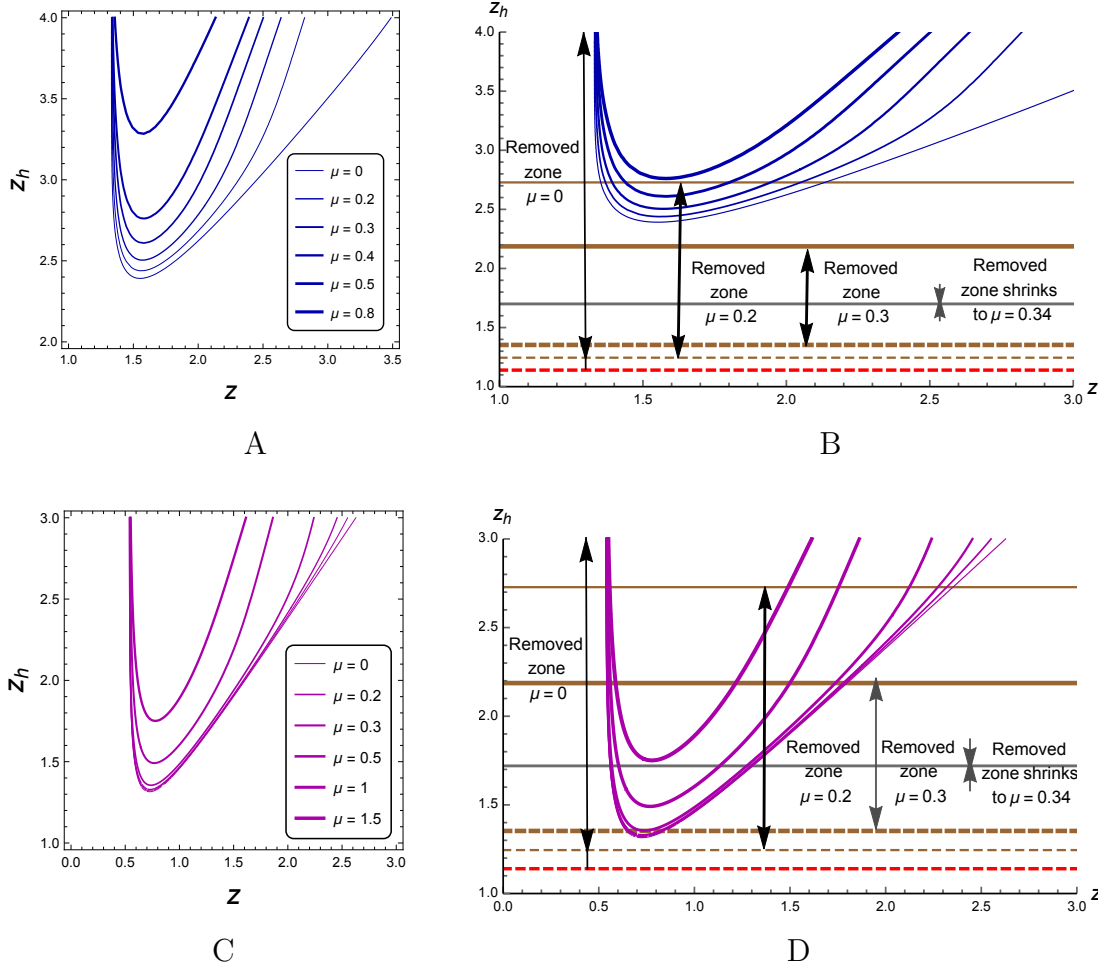 4.0
3.5
3.0
2.5
2.0
z_h
1.0
1.5
2.0
2.5
3.0
3.5
z
μ = 0
μ = 0.2
μ = 0.3
μ = 0.4
μ = 0.5
μ = 0.8
A
z_h
4.0
3.5
3.0
2.5
2.0
1.5
1.0
1.0
1.5
2.0
2.5
3.0
z
Removed
zone
μ = 0
Removed
zone
μ = 0.2
Removed
zone
μ = 0.3
Removed
zone shrinks
to μ = 0.34
B
3.0
2.5
2.0
1.5
1.0
z_h
0.0
0.5
1.0
1.5
2.0
2.5
3.0
z
μ = 0
μ = 0.2
μ = 0.3
μ = 0.5
μ = 1
μ = 1.5
C
z_h
3.0
2.5
2.0
1.5
1.0
0.0
0.5
1.0
1.5
2.0
2.5
3.0
z
Removed
zone
μ = 0
Removed
zone
μ = 0.2
Removed
zone
μ = 0.3
Removed
zone shrinks
to μ = 0.34
D